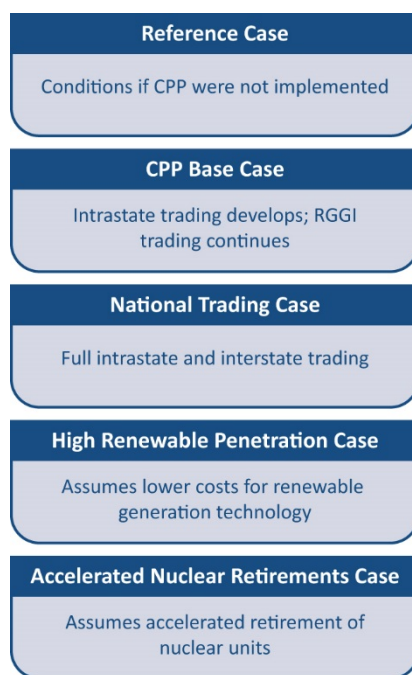 Reference Case
Conditions if CPP were not implemented
CPP Base Case
Intrastate trading develops; RGGI
trading continues
National Trading Case
Full intrastate and interstate trading
High Renewable Penetration Case
Assumes lower costs for renewable
generation technology
Accelerated Nuclear Retirements Case
Assumes accelerated retirement of
nuclear units